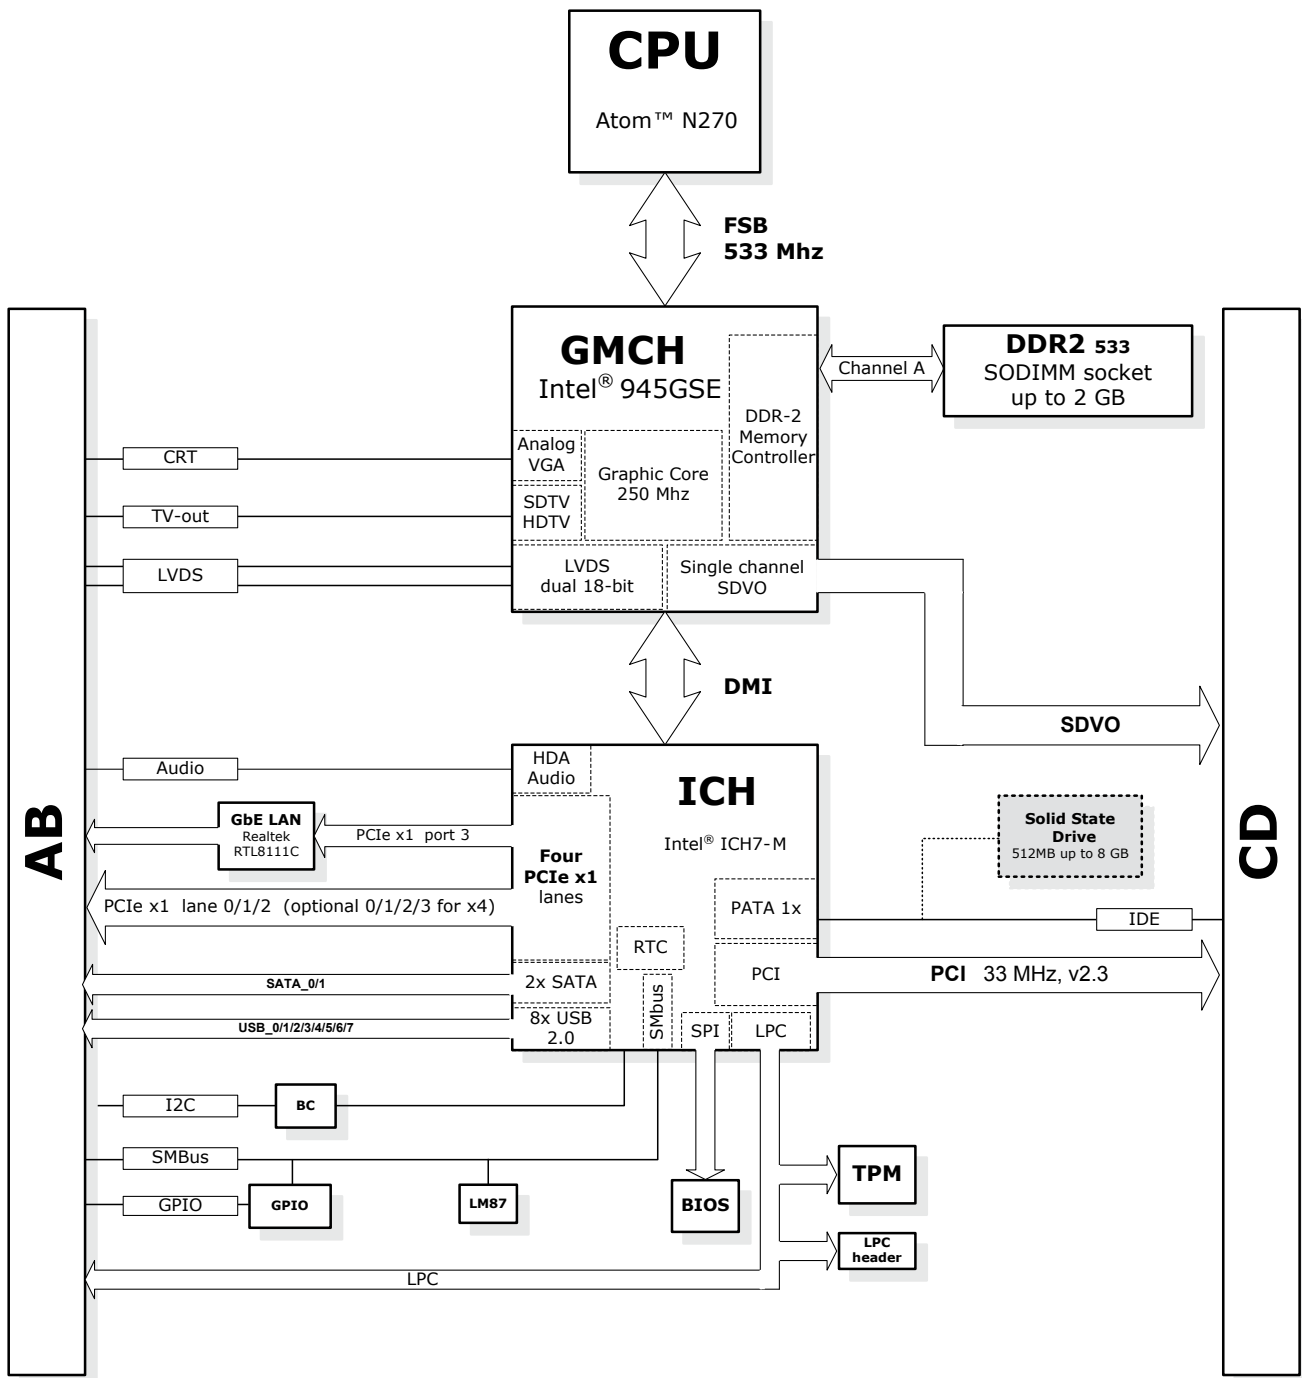 CPU
Atom™ N270
FSB
533 Mhz
GMCH
Intel® 945GSE
DDR-2
Memory
Controller
Analog
VGA
Graphic Core
250 Mhz
SDTV
HDTV
LVDS
dual 18-bit
Single channel
SDVO
Channel A
DDR2 533
SODIMM socket
up to 2 GB
CRT
TV-out
LVDS
DMI
SDVO
AB
CD
Audio
HDA
Audio
ICH
Intel® ICH7-M
GbE LAN
Realtek
RTL8111C
PCIe x1 port 3
Four
PCIe x1
lanes
PCIe x1 lane 0/1/2 (optional 0/1/2/3 for x4)
Solid State
Drive
512MB up to 8 GB
PATA 1x
IDE
RTC
PCI
PCI 33 MHz, v2.3
SATA_0/1
2x SATA
USB_0/1/2/3/4/5/6/7
8x USB
2.0
SMbus
SPI
LPC
I2C
BC
SMBus
GPIO
GPIO
LM87
BIOS
TPM
LPC
header
LPC